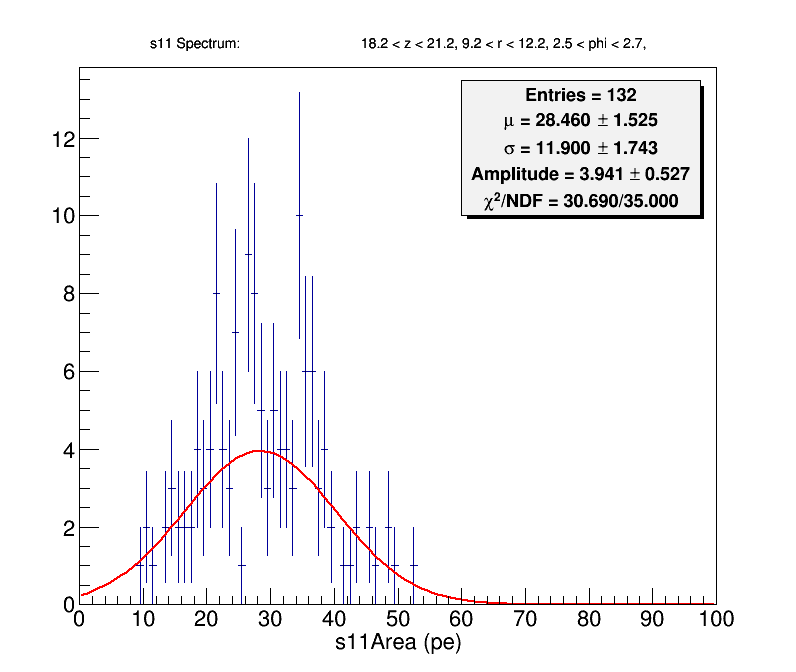 s11 Spectrum: 18.2 < z < 21.2, 9.2 < r < 12.2, 2.5 < phi < 2.7,
Entries = 132
μ = 28.460 ± 1.525
σ = 11.900 ± 1.743
Amplitude = 3.941 ± 0.527
χ²/NDF = 30.690/35.000
12
10
8
6
4
2
0
0 10 20 30 40 50 60 70 80 90 100
s11Area (pe)